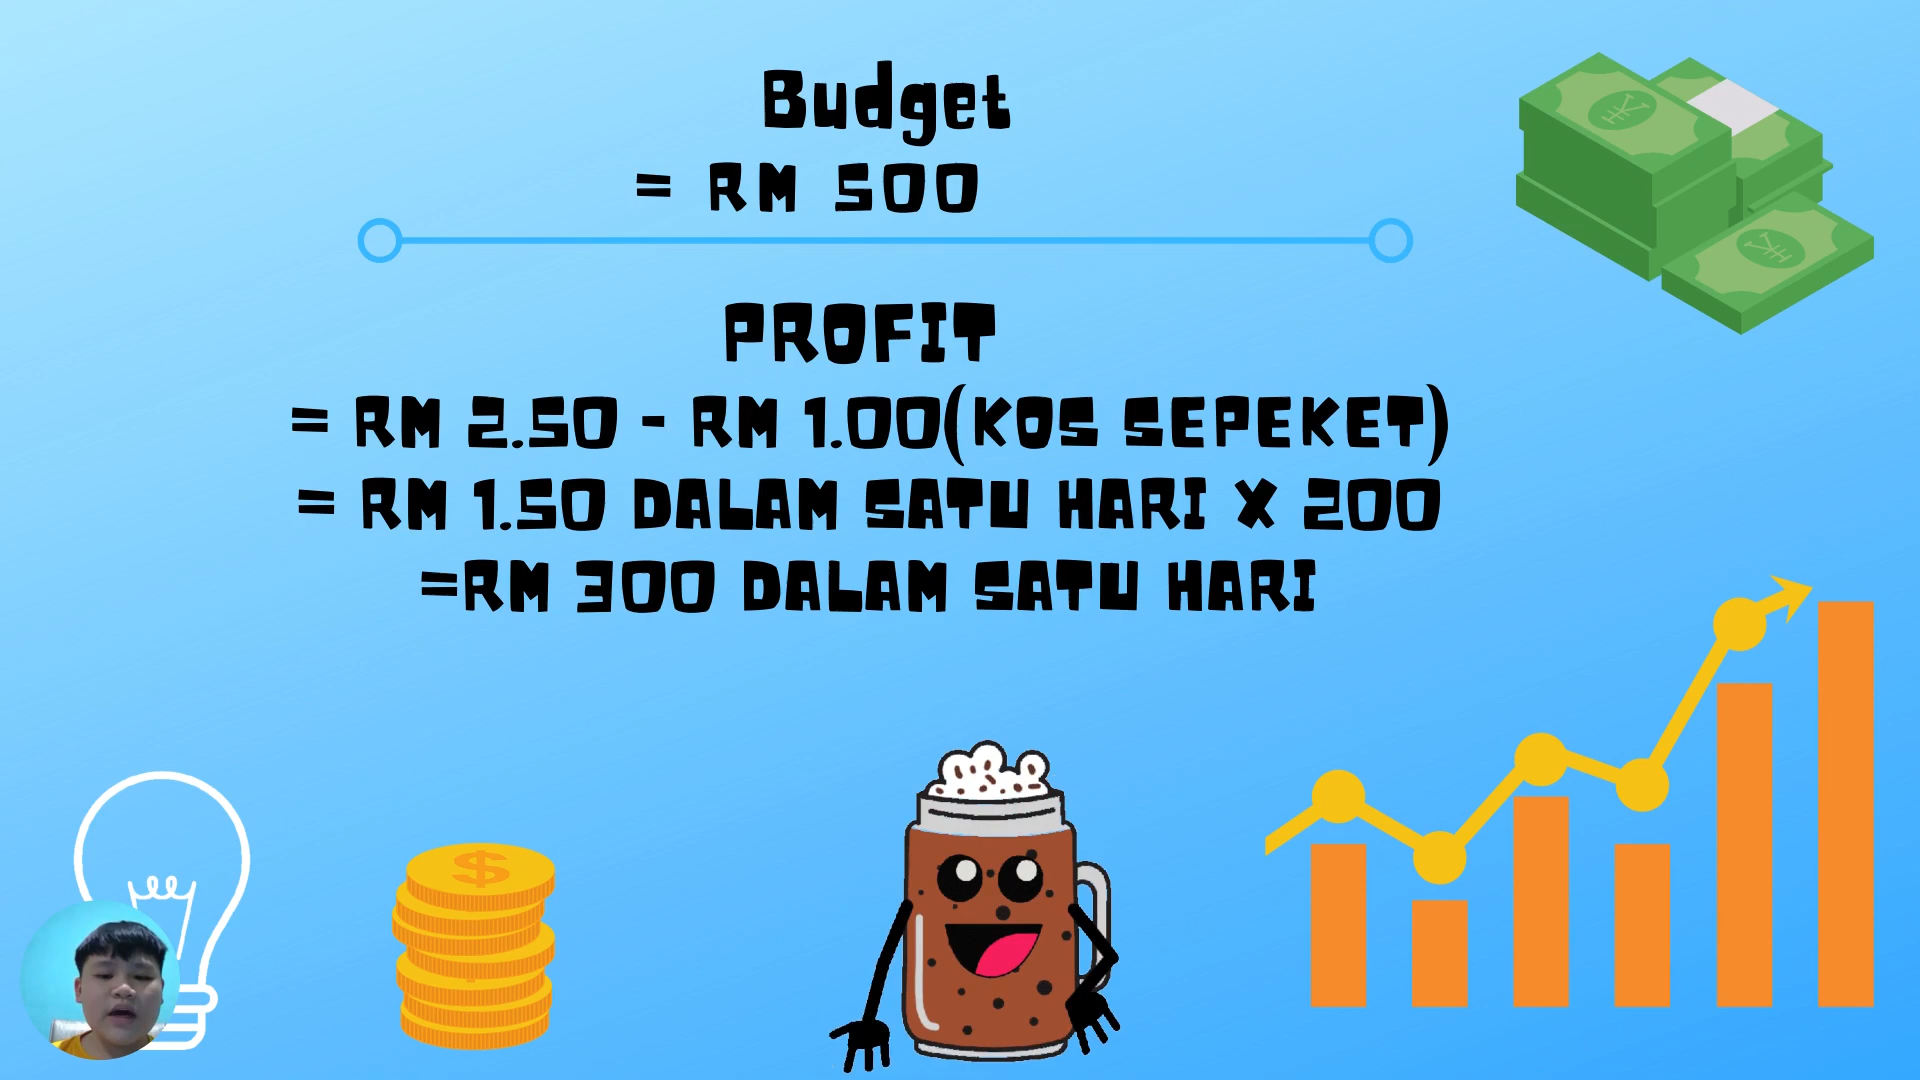 Budget
= RM 500
PROFIT
= RM 2.50 - RM 1.00(KOS SEPEKET)
= RM 1.50 DALAM SATU HARI X 200
=RM 300 DALAM SATU HARI